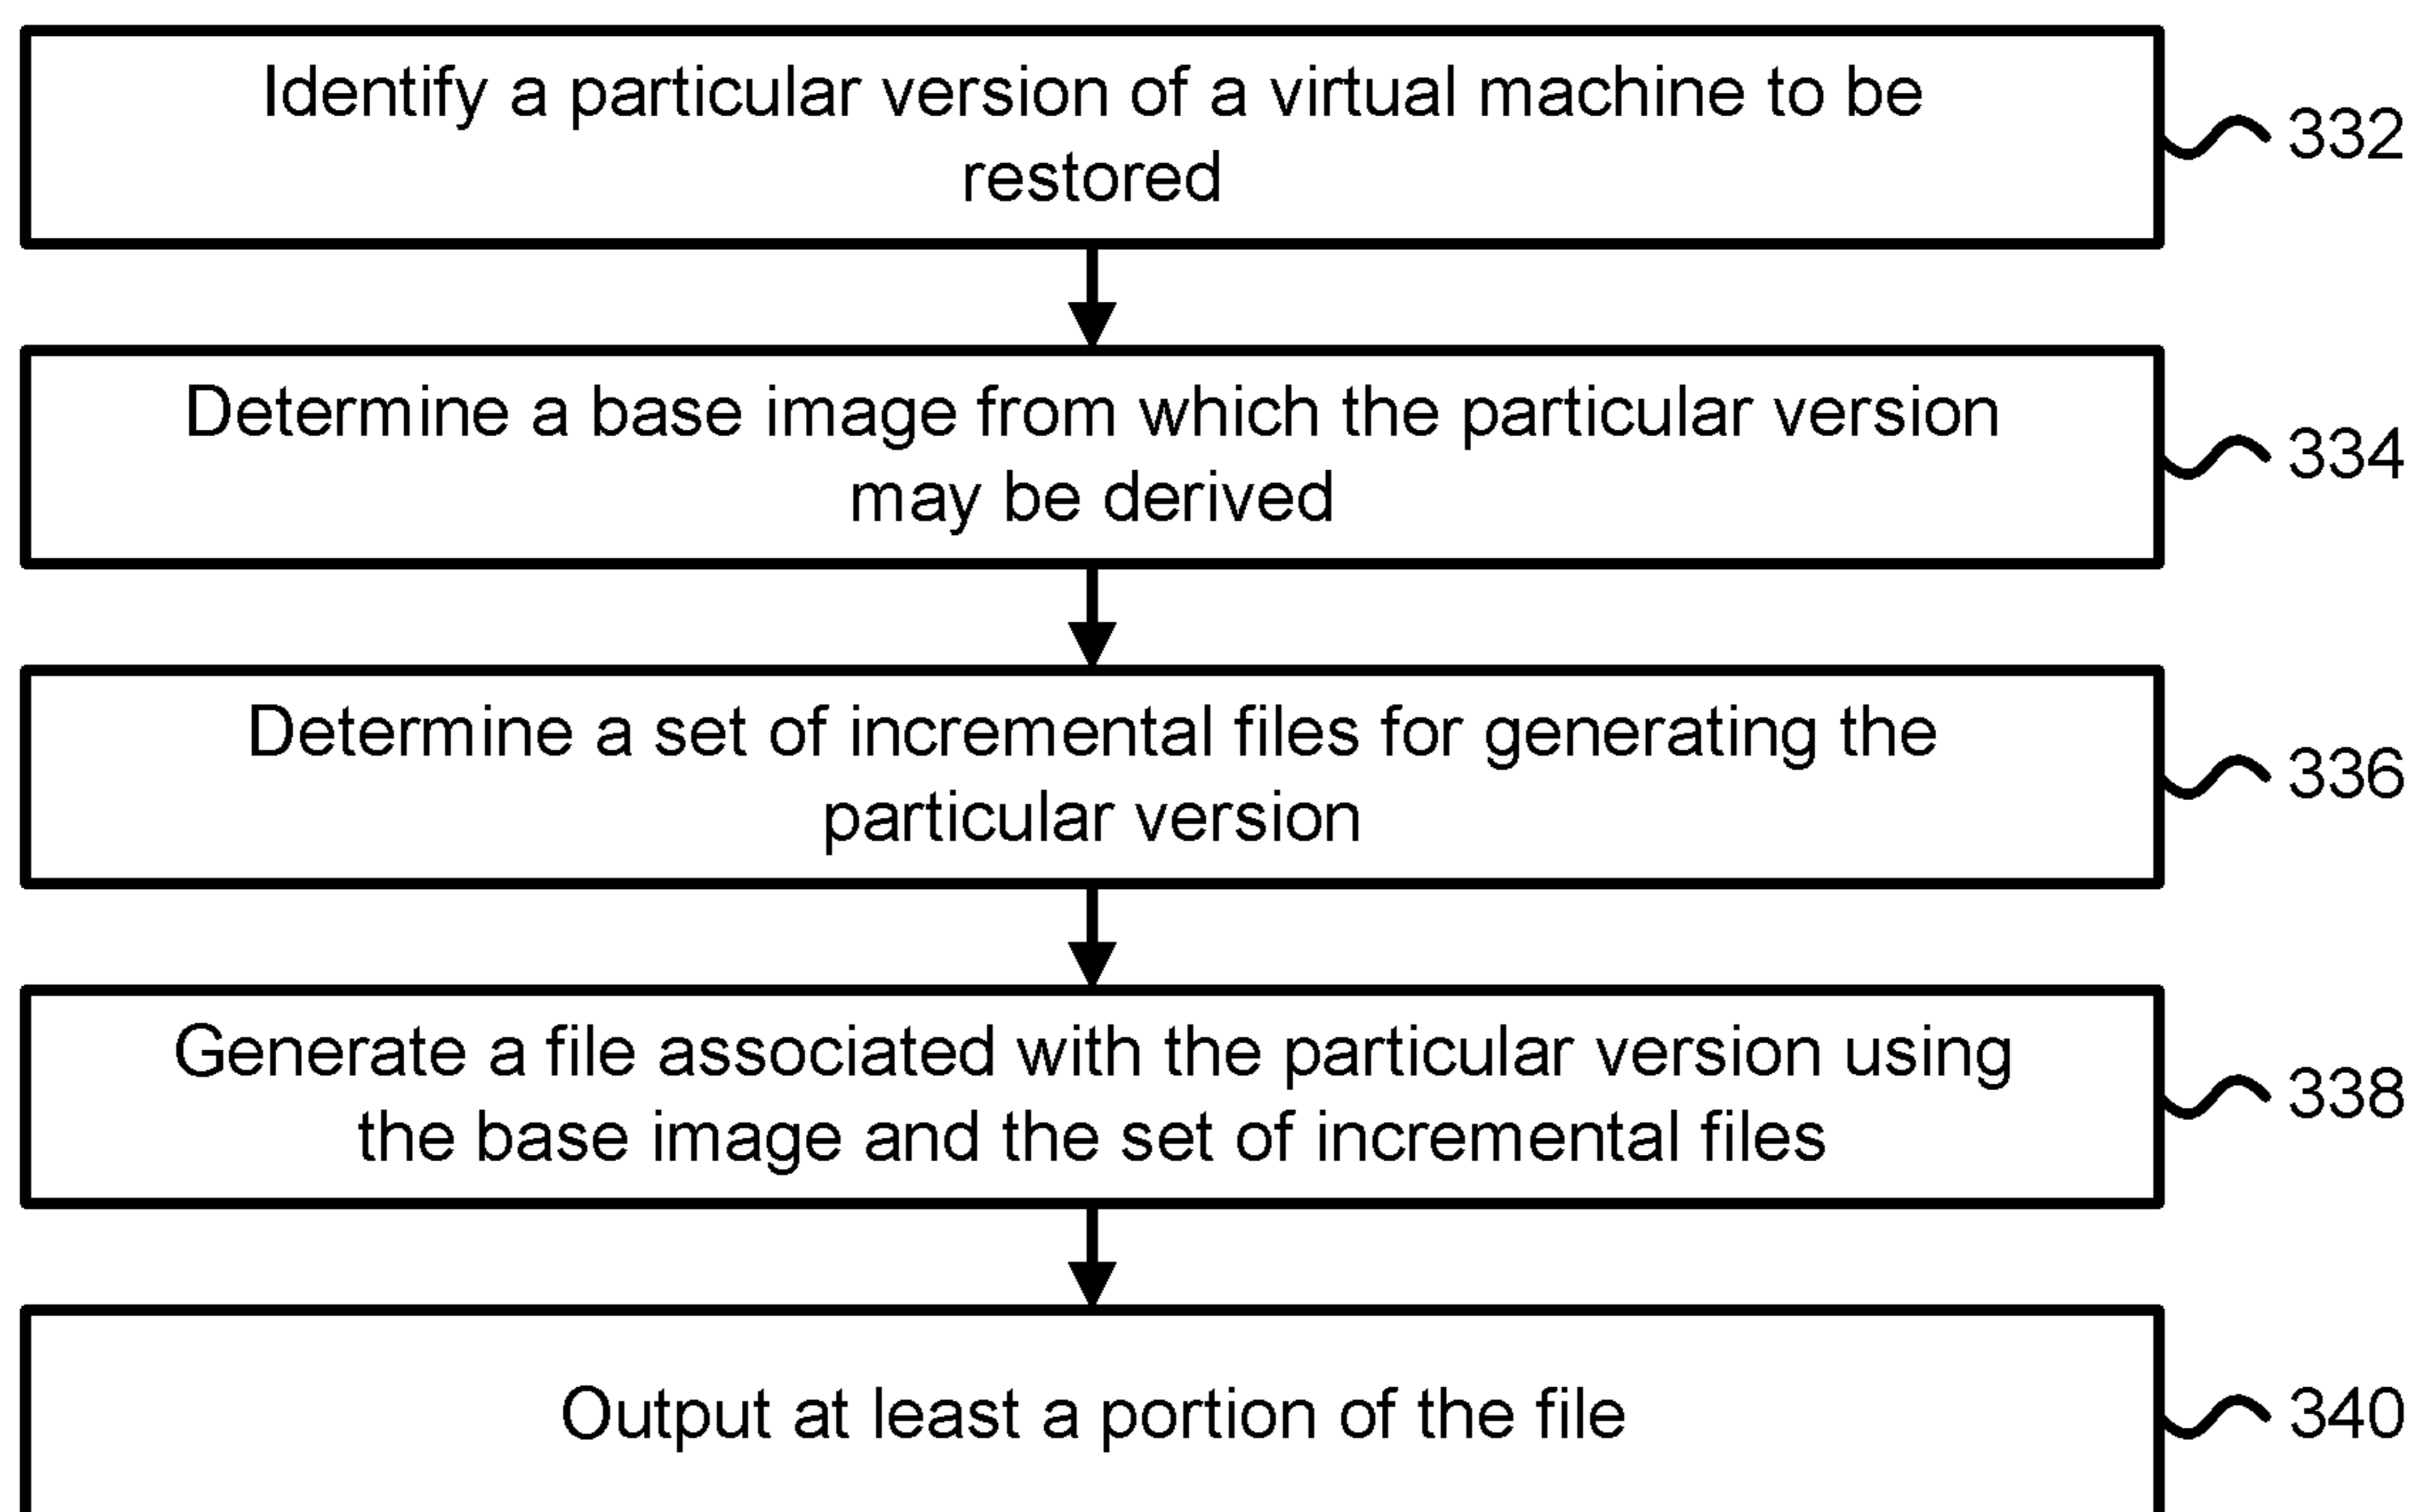 Identify a particular version of a virtual machine to be
restored
332
Determine a base image from which the particular version
may be derived
334
Determine a set of incremental files for generating the
particular version
336
Generate a file associated with the particular version using
the base image and the set of incremental files
338
Output at least a portion of the file
340